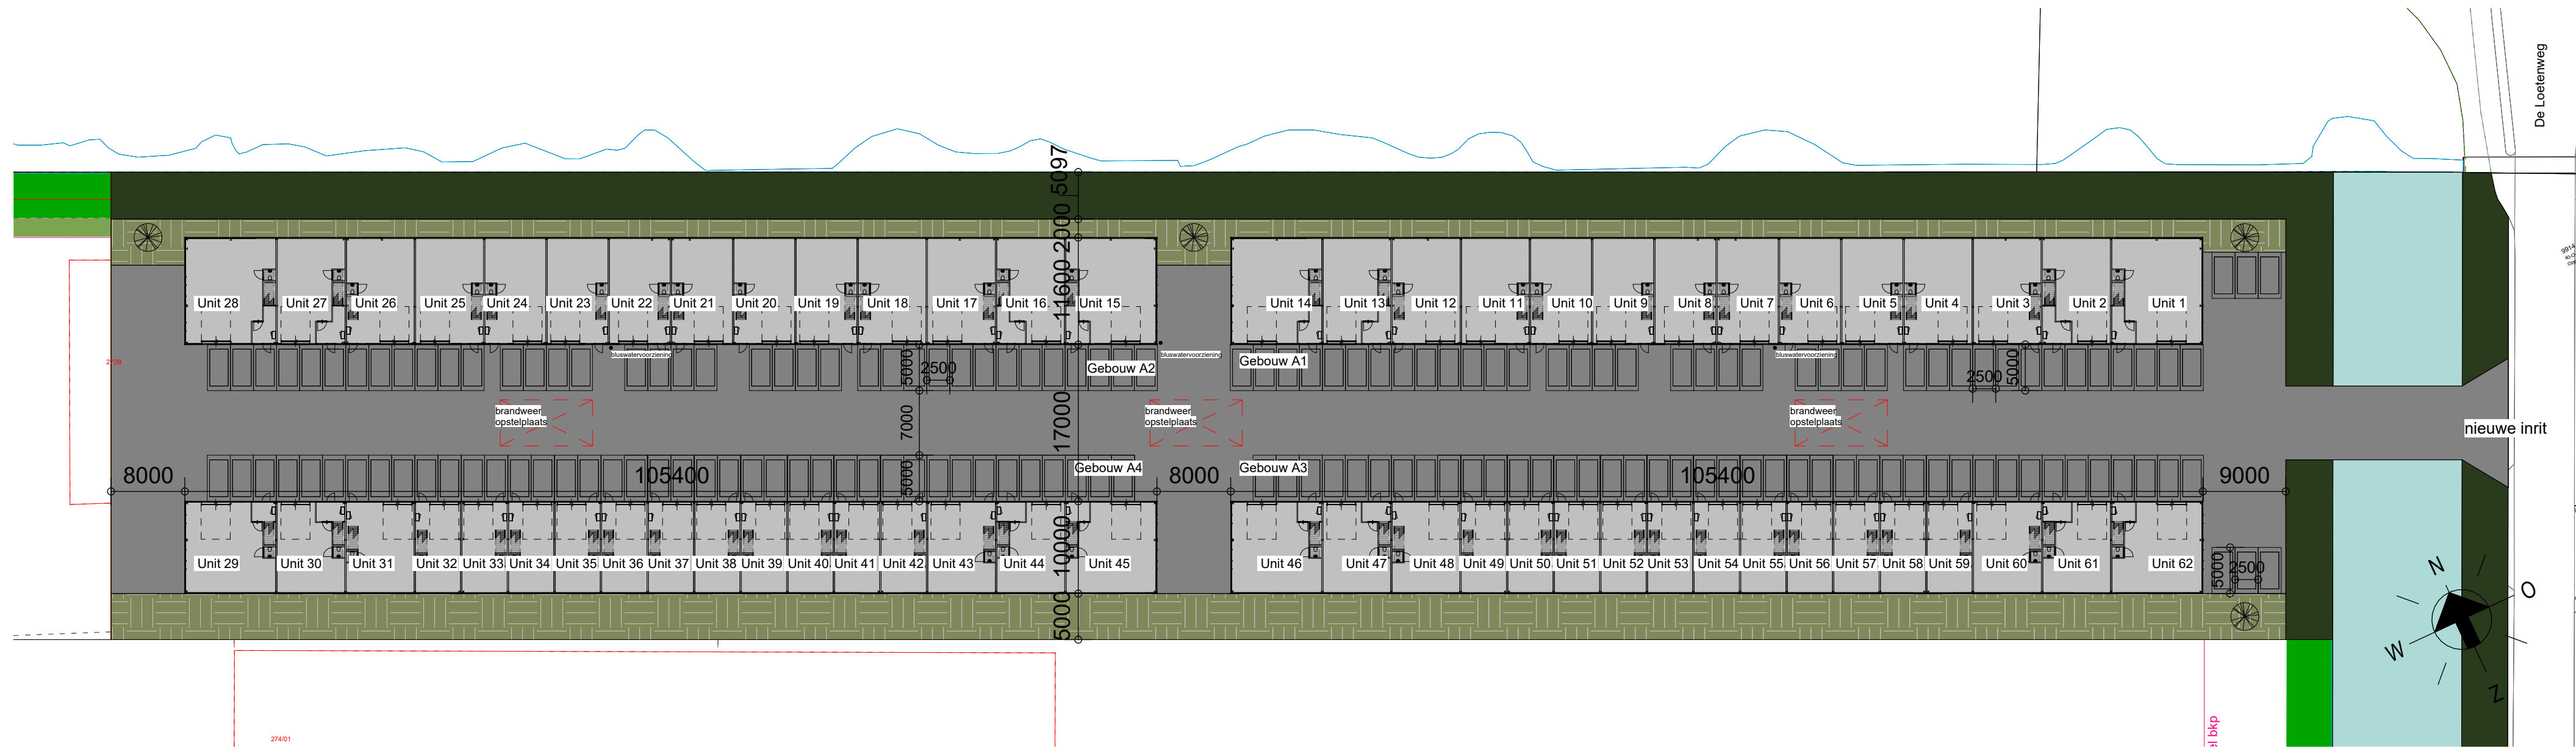 De Loetenweg
5097
2000
11600
17000
10000
5000
Unit 28
Unit 27
Unit 26
Unit 25
Unit 24
Unit 23
Unit 22
Unit 21
Unit 20
Unit 19
Unit 18
Unit 17
Unit 16
Unit 15
Unit 14
Unit 13
Unit 12
Unit 11
Unit 10
Unit 9
Unit 8
Unit 7
Unit 6
Unit 5
Unit 4
Unit 3
Unit 2
Unit 1
bluswatervoorziening
bluswatervoorziening
bluswatervoorziening
Gebouw A2
Gebouw A1
5000
2500
7000
5000
2500
5000
brandweer
opstelplaats
brandweer
opstelplaats
brandweer
opstelplaats
nieuwe inrit
Gebouw A4
Gebouw A3
8000
105400
8000
105400
9000
Unit 29
Unit 30
Unit 31
Unit 32
Unit 33
Unit 34
Unit 35
Unit 36
Unit 37
Unit 38
Unit 39
Unit 40
Unit 41
Unit 42
Unit 43
Unit 44
Unit 45
Unit 46
Unit 47
Unit 48
Unit 49
Unit 50
Unit 51
Unit 52
Unit 53
Unit 54
Unit 55
Unit 56
Unit 57
Unit 58
Unit 59
Unit 60
Unit 61
Unit 62
5000
2500
N
O
W
Z
274/01
el bkp